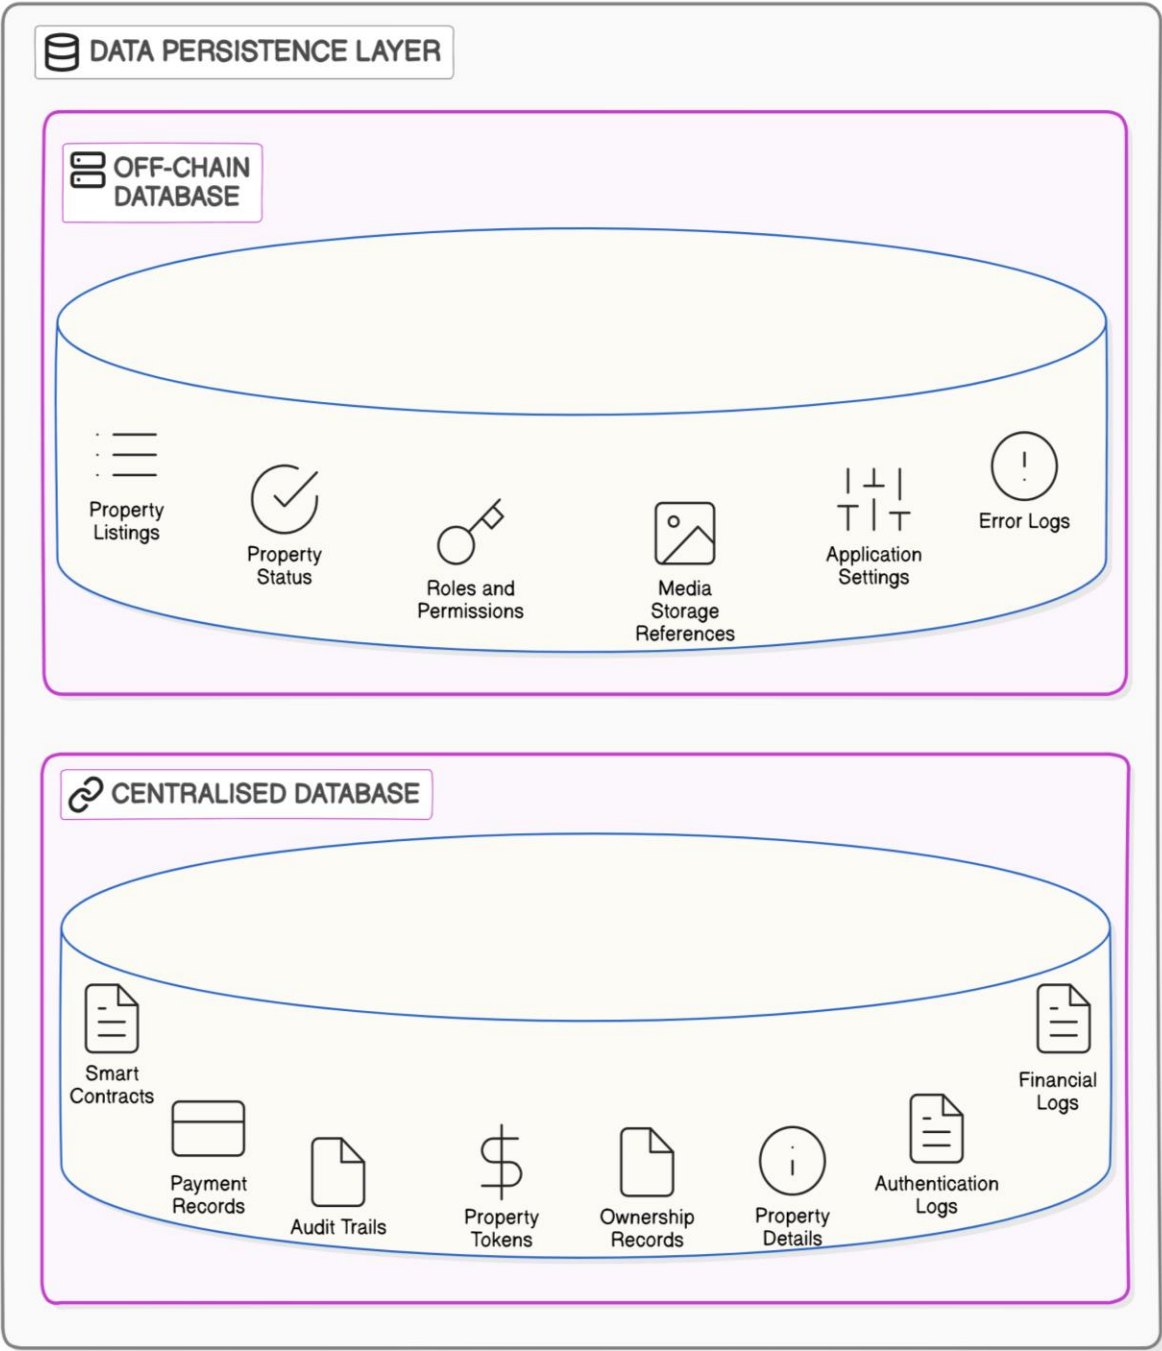 DATA PERSISTENCE LAYER
OFF-CHAIN
DATABASE
Property
Listings
Property
Status
Roles and
Permissions
Media
Storage
References
Application
Settings
Error Logs
CENTRALISED DATABASE
Smart
Contracts
Payment
Records
Audit Trails
Property
Tokens
Ownership
Records
Property
Details
Authentication
Logs
Financial
Logs